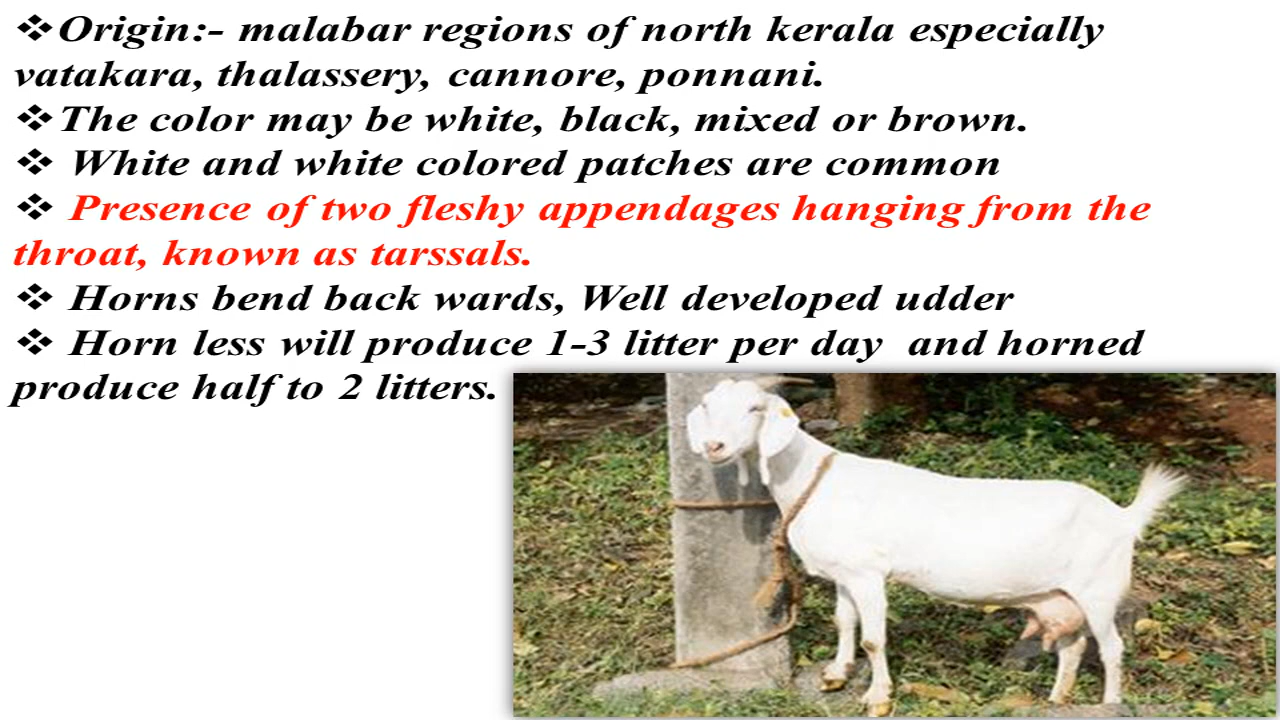 ❖Origin:- malabar regions of north kerala especially
vatakara, thalassery, cannore, ponnani.
❖The color may be white, black, mixed or brown.
❖ White and white colored patches are common
❖ Presence of two fleshy appendages hanging from the
throat, known as tarssals.
❖ Horns bend back wards, Well developed udder
❖ Horn less will produce 1-3 litter per day and horned
produce half to 2 litters.